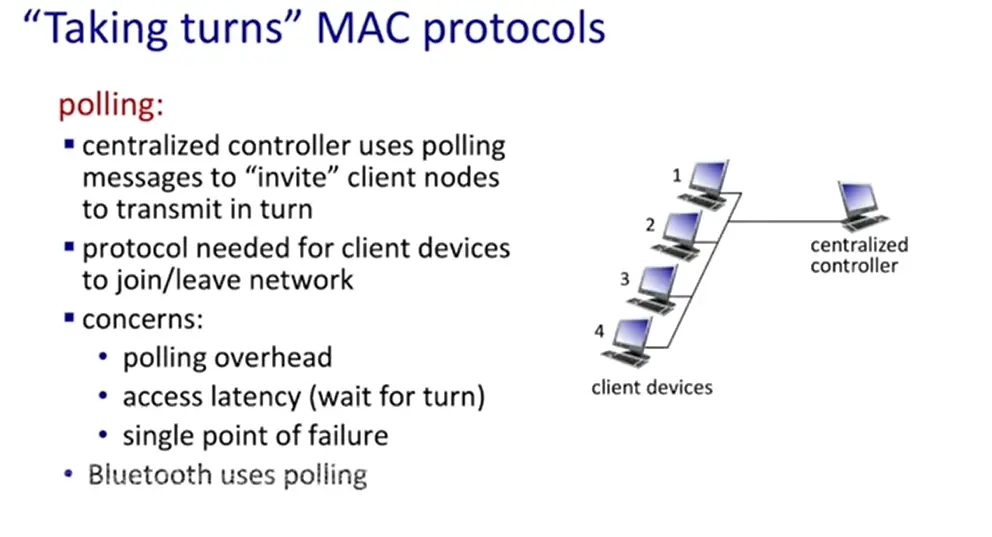 “Taking turns” MAC protocols
polling:
▪ centralized controller uses polling
messages to “invite” client nodes
to transmit in turn
▪ protocol needed for client devices
to join/leave network
▪ concerns:
• polling overhead
• access latency (wait for turn)
• single point of failure
• Bluetooth uses polling
1
2
3
4
client devices
centralized
controller